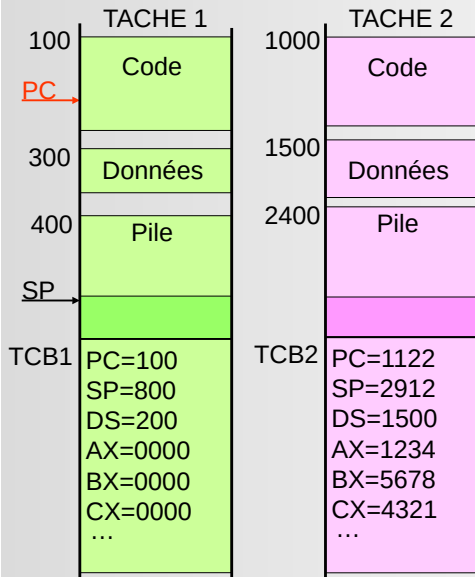 TACHE 1
100
Code
PC
300
Données
400
Pile
SP
TCB1
PC=100
SP=800
DS=200
AX=0000
BX=0000
CX=0000
…
TACHE 2
1000
Code
1500
Données
2400
Pile
TCB2
PC=1122
SP=2912
DS=1500
AX=1234
BX=5678
CX=4321
…